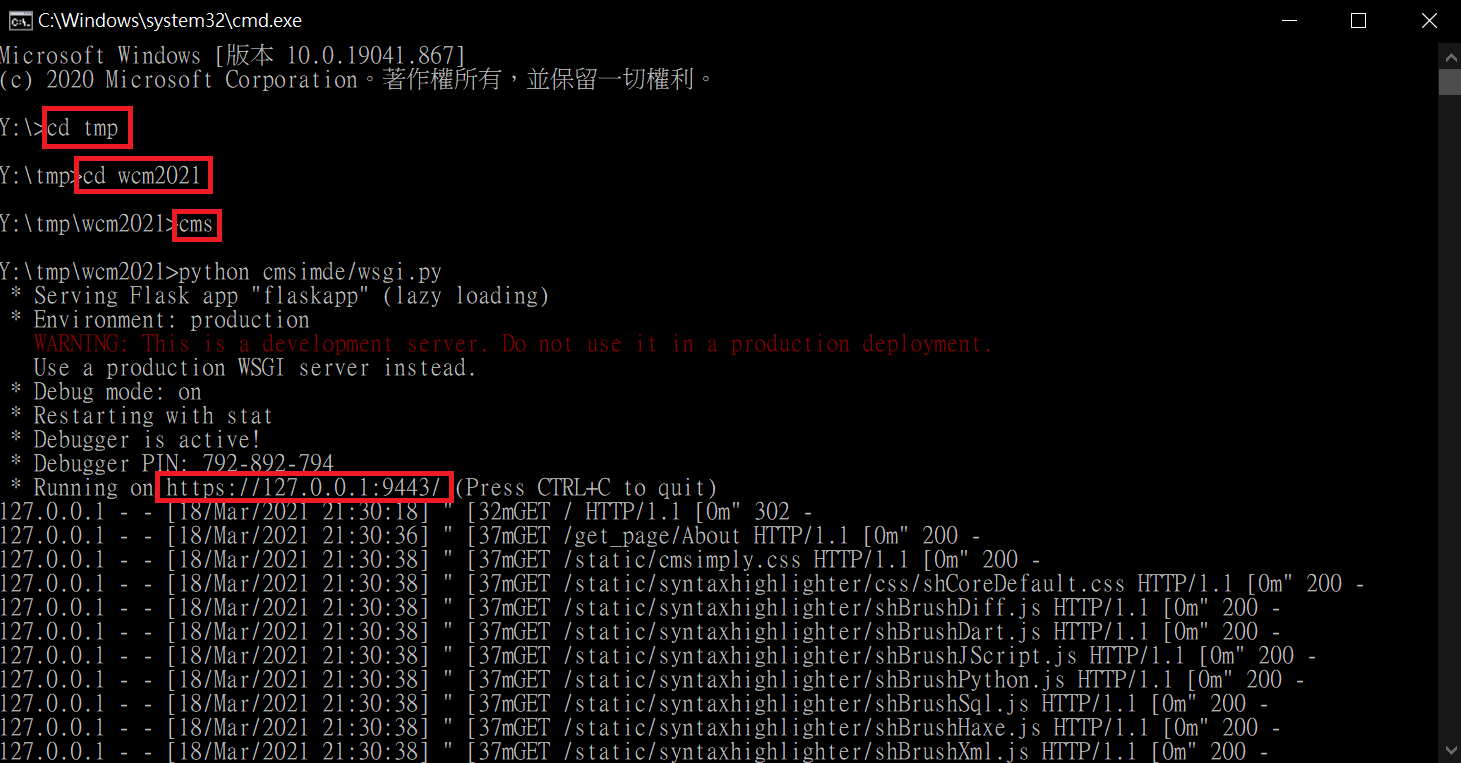 C:\Windows\system32\cmd.exe
Microsoft Windows [版本 10.0.19041.867]
(c) 2020 Microsoft Corporation。著作權所有，並保留一切權利。
Y:\>cd tmp
Y:\tmp>cd wcm2021
Y:\tmp\wcm2021>cms
Y:\tmp\wcm2021>python cmsimde/wsgi.py
 * Serving Flask app "flaskapp" (lazy loading)
 * Environment: production
   WARNING: This is a development server. Do not use it in a production deployment.
   Use a production WSGI server instead.
 * Debug mode: on
 * Restarting with stat
 * Debugger is active!
 * Debugger PIN: 792-892-794
 * Running on https://127.0.0.1:9443/ (Press CTRL+C to quit)
127.0.0.1 - - [18/Mar/2021 21:30:18] " [32mGET / HTTP/1.1 [0m" 302 -
127.0.0.1 - - [18/Mar/2021 21:30:36] " [37mGET /get_page/About HTTP/1.1 [0m" 200 -
127.0.0.1 - - [18/Mar/2021 21:30:38] " [37mGET /static/cmsimply.css HTTP/1.1 [0m" 200 -
127.0.0.1 - - [18/Mar/2021 21:30:38] " [37mGET /static/syntaxhighlighter/css/shCoreDefault.css HTTP/1.1 [0m" 200 -
127.0.0.1 - - [18/Mar/2021 21:30:38] " [37mGET /static/syntaxhighlighter/shBrushDiff.js HTTP/1.1 [0m" 200 -
127.0.0.1 - - [18/Mar/2021 21:30:38] " [37mGET /static/syntaxhighlighter/shBrushDart.js HTTP/1.1 [0m" 200 -
127.0.0.1 - - [18/Mar/2021 21:30:38] " [37mGET /static/syntaxhighlighter/shBrushJScript.js HTTP/1.1 [0m" 200 -
127.0.0.1 - - [18/Mar/2021 21:30:38] " [37mGET /static/syntaxhighlighter/shBrushPython.js HTTP/1.1 [0m" 200 -
127.0.0.1 - - [18/Mar/2021 21:30:38] " [37mGET /static/syntaxhighlighter/shBrushSql.js HTTP/1.1 [0m" 200 -
127.0.0.1 - - [18/Mar/2021 21:30:38] " [37mGET /static/syntaxhighlighter/shBrushHaxe.js HTTP/1.1 [0m" 200 -
127.0.0.1 - - [18/Mar/2021 21:30:38] " [37mGET /static/syntaxhighlighter/shBrushXml.js HTTP/1.1 [0m" 200 -